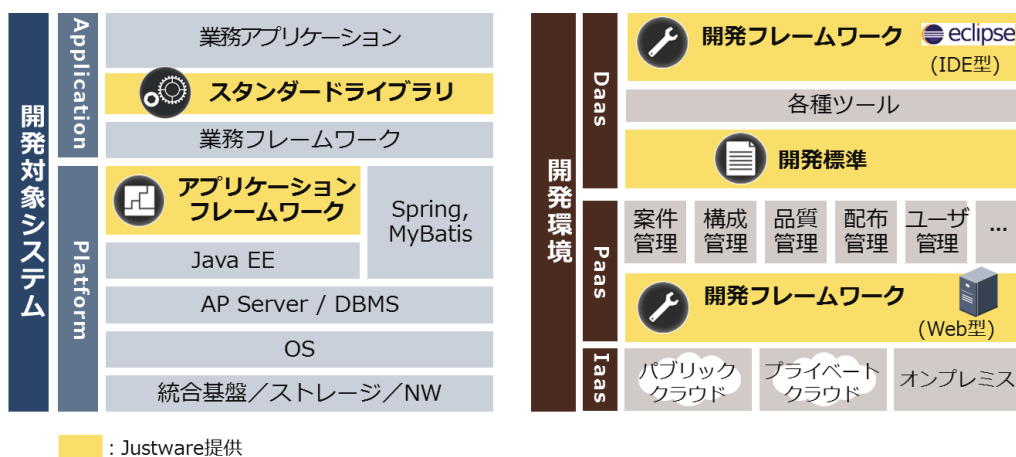 開発対象システム
Application
業務アプリケーション
スタンダードライブラリ
業務フレームワーク
Platform
アプリケーション
フレームワーク
Spring,
MyBatis
Java EE
AP Server / DBMS
OS
統合基盤／ストレージ／NW
開発環境
Daas
開発フレームワーク
eclipse
(IDE型)
各種ツール
開発標準
Paas
案件
管理
構成
管理
品質
管理
配布
管理
ユーザ
管理
…
開発フレームワーク
(Web型)
Iaas
パブリック
クラウド
プライベート
クラウド
オンプレミス
：Justware提供